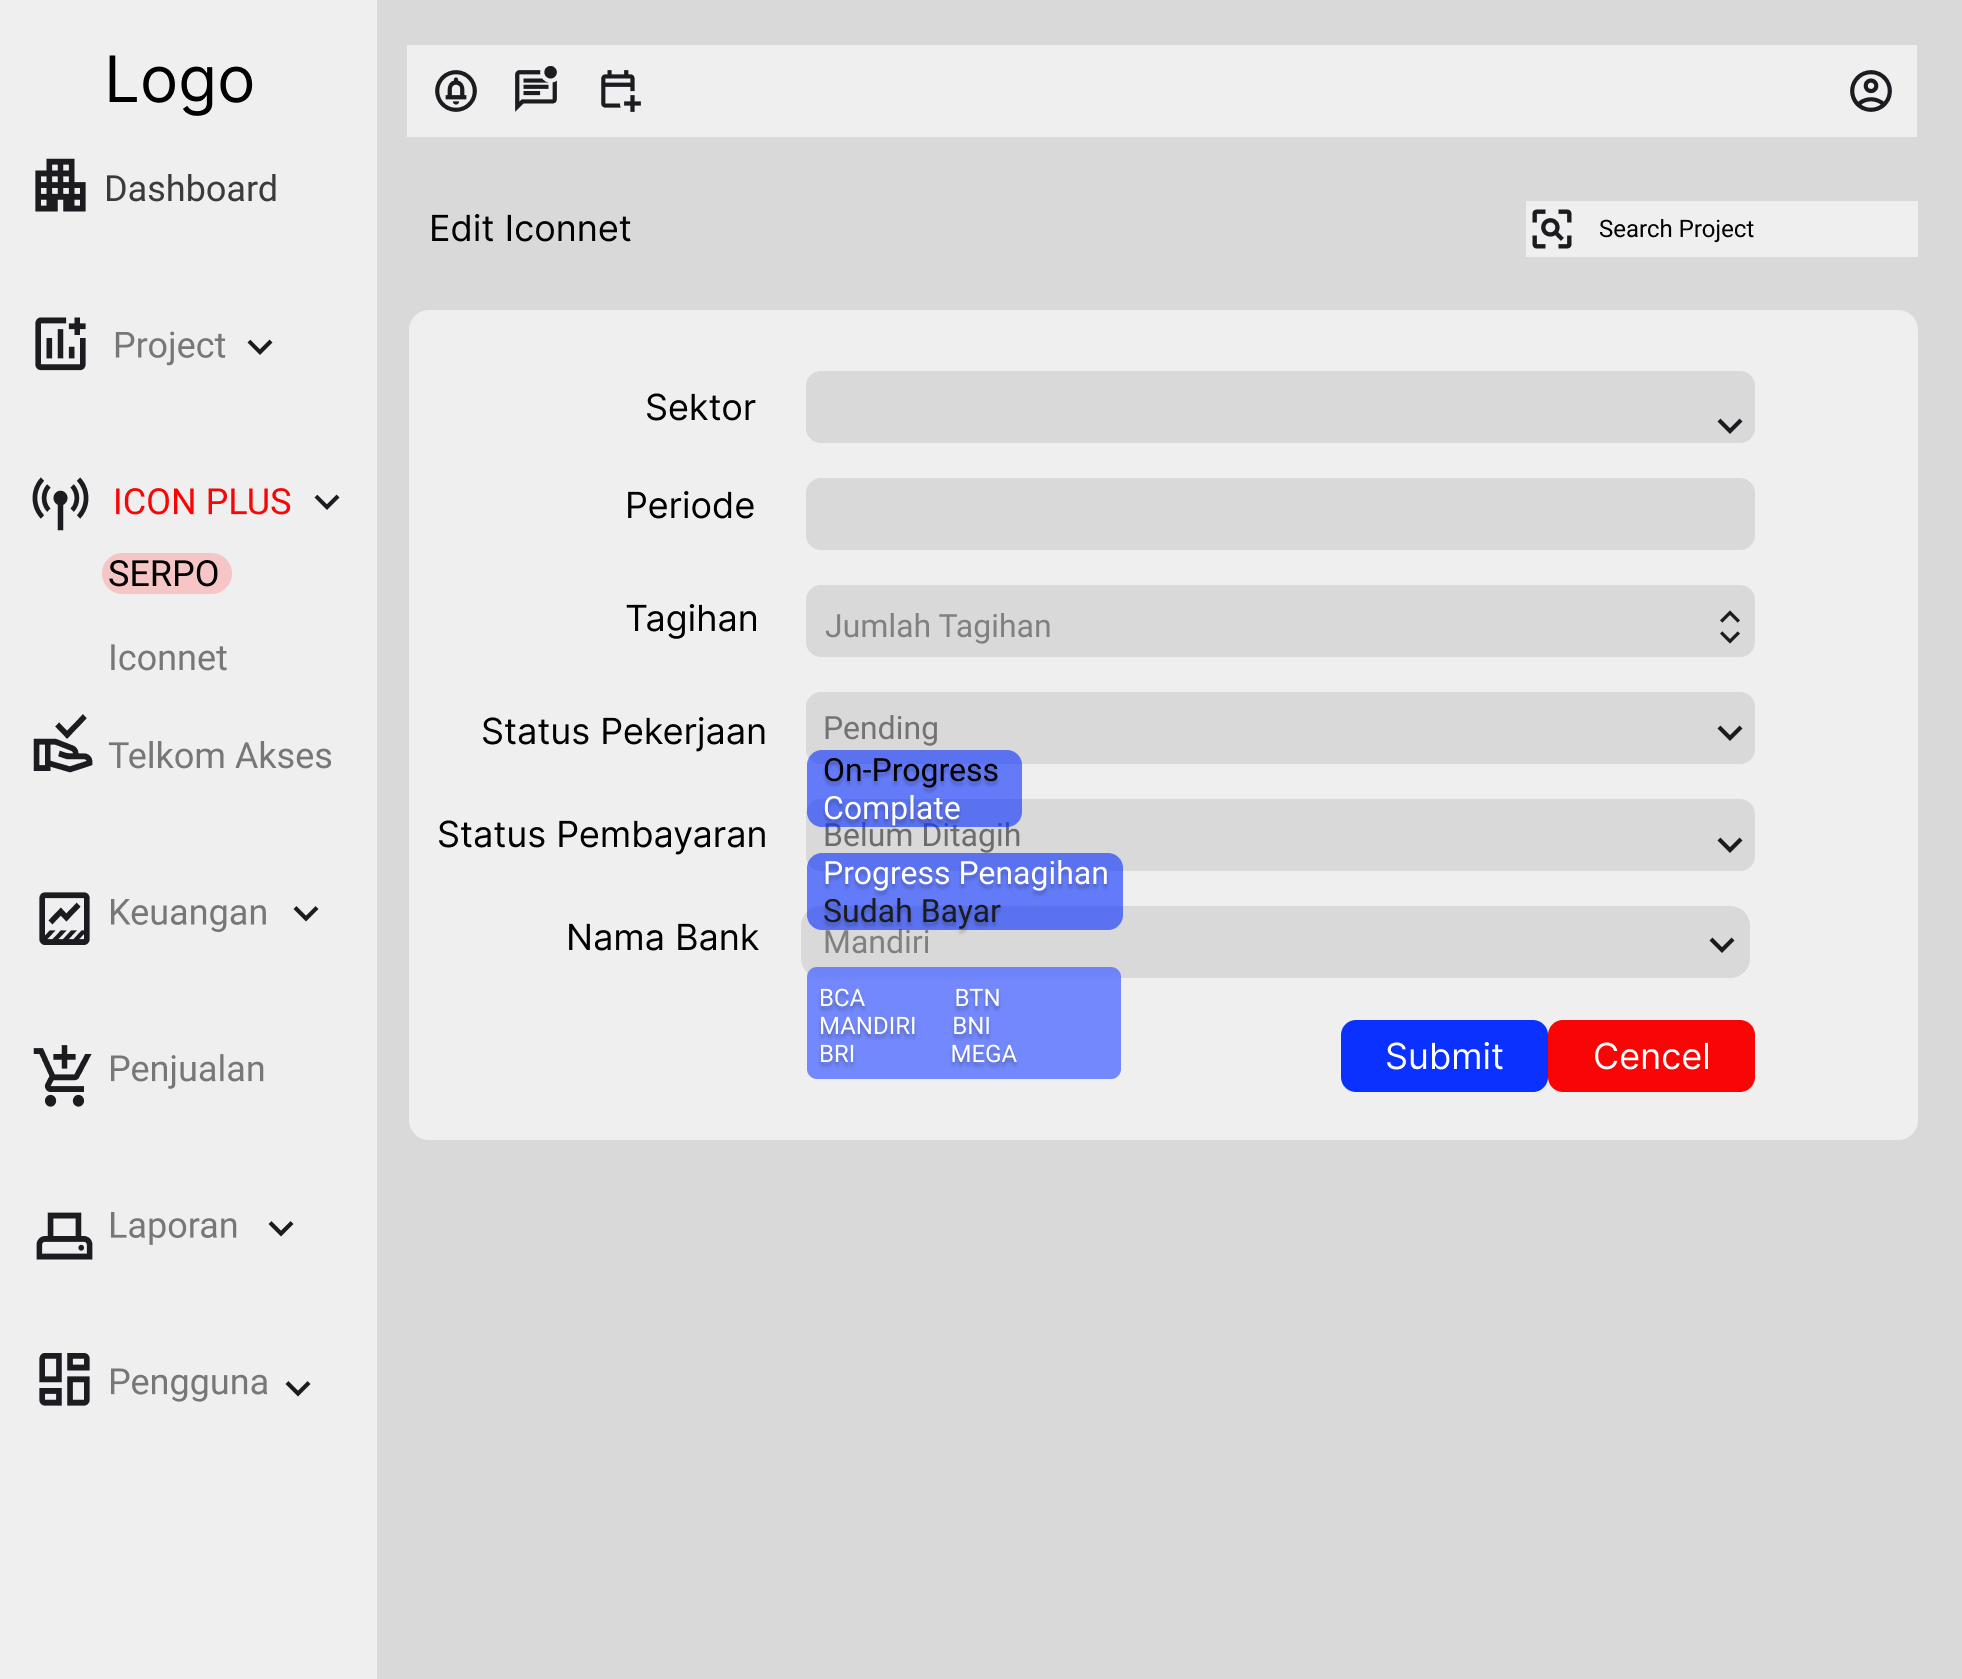 Logo
Dashboard
Project
ICON PLUS
SERPO
Iconnet
Telkom Akses
Keuangan
Penjualan
Laporan
Pengguna
Edit Iconnet
Search Project
Sektor
Periode
Tagihan
Jumlah Tagihan
Status Pekerjaan
Pending
On-Progress
Complate
Status Pembayaran
Belum Ditagih
Progress Penagihan
Sudah Bayar
Nama Bank
Mandiri
BCA BTN
MANDIRI BNI
BRI MEGA
Submit
Cencel